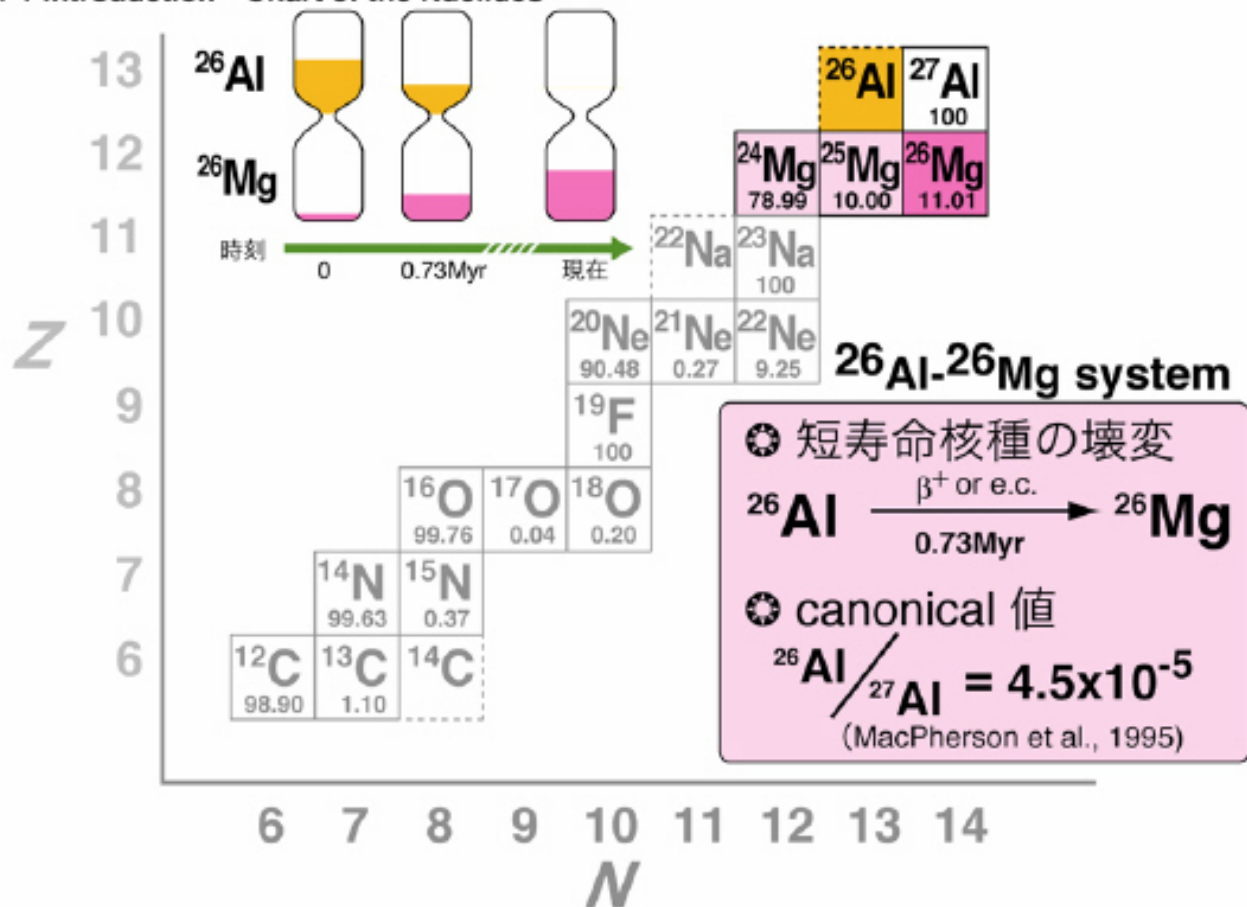 Introduction Chart of the Nuclides
13
12
11
10
9
8
7
6
Z
²⁶Al
²⁶Mg
時刻
0
0.73Myr
現在
²⁶Al
²⁷Al
100
²⁴Mg
78.99
²⁵Mg
10.00
²⁶Mg
11.01
²²Na
²³Na
100
²⁰Ne
90.48
²¹Ne
0.27
²²Ne
9.25
¹⁹F
100
¹⁶O
99.76
¹⁷O
0.04
¹⁸O
0.20
¹⁴N
99.63
¹⁵N
0.37
¹²C
98.90
¹³C
1.10
¹⁴C
²⁶Al-²⁶Mg system
短寿命核種の壊変
β⁺ or e.c.
²⁶Al ²⁶Mg
0.73Myr
canonical 値
²⁶Al/²⁷Al = 4.5x10⁻⁵
(MacPherson et al., 1995)
6 7 8 9 10 11 12 13 14
N